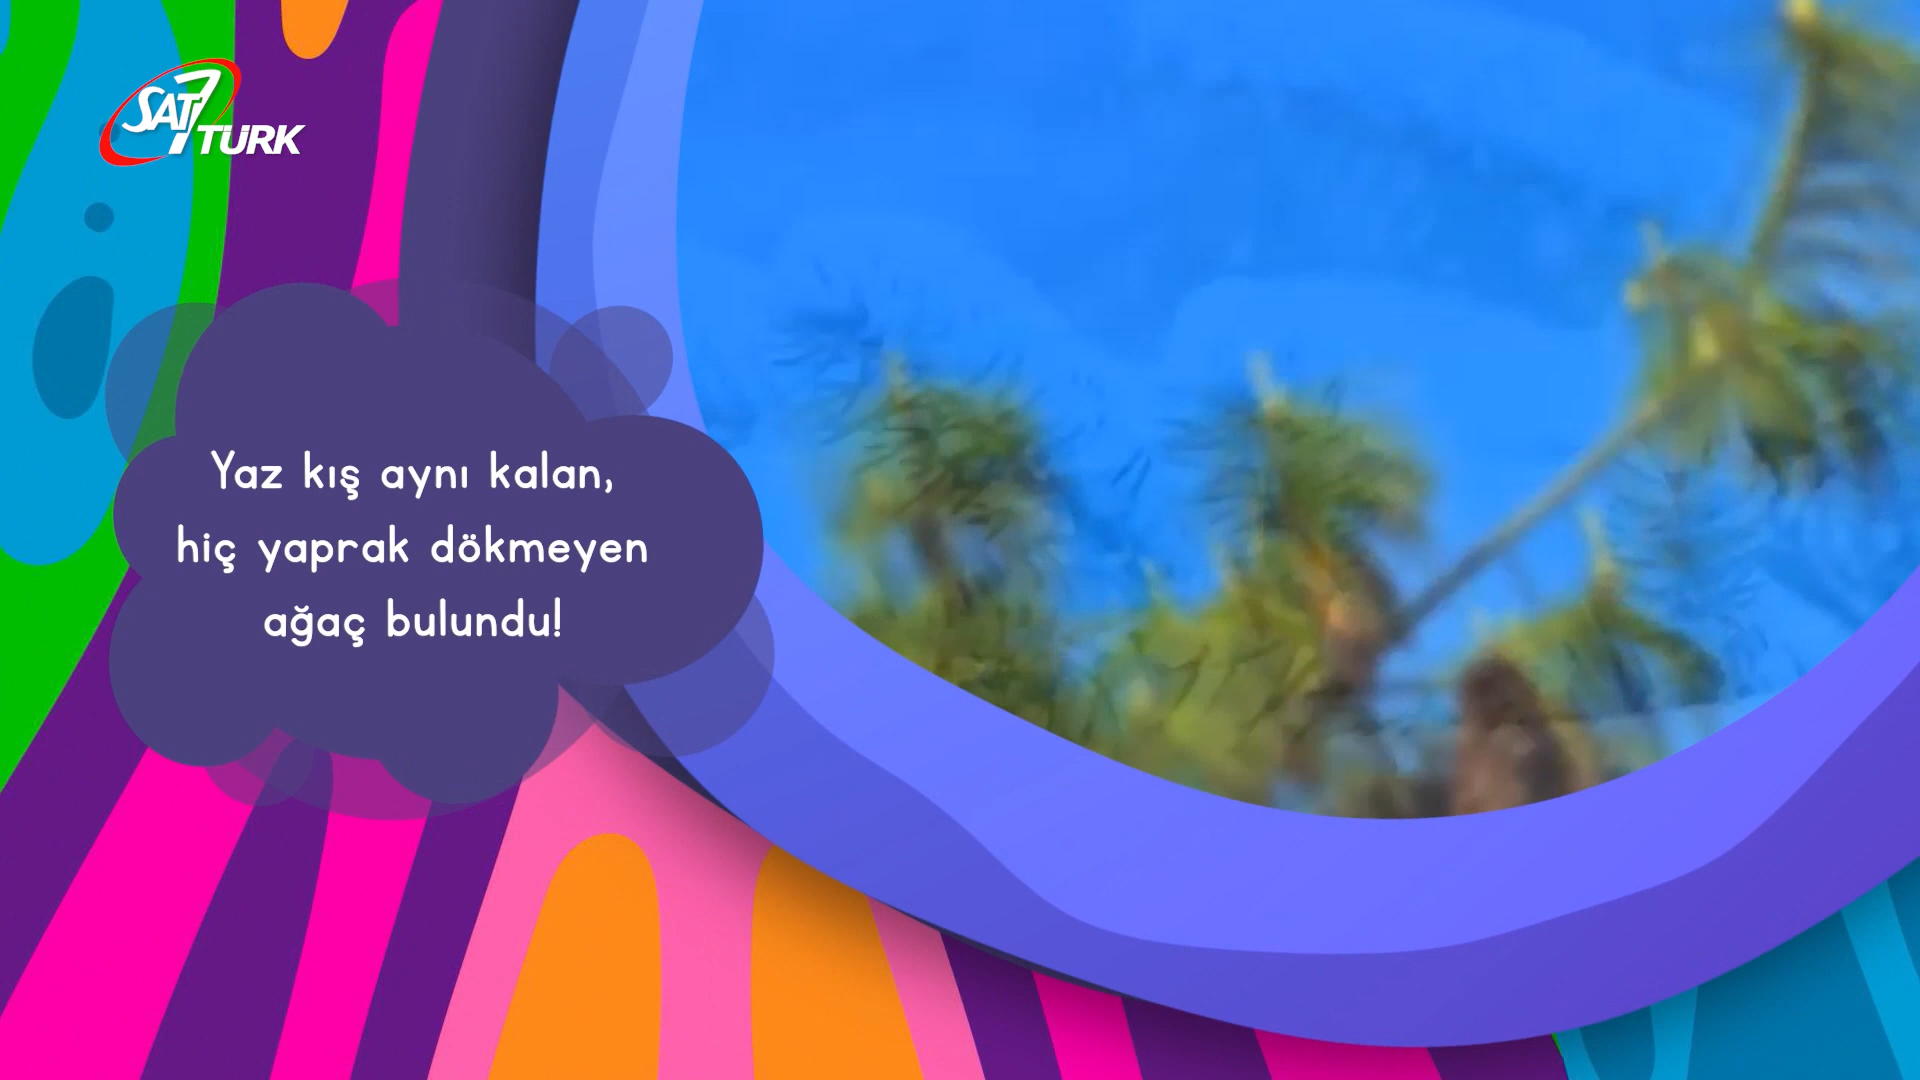 SAT7
TÜRK
Yaz kış aynı kalan,
hiç yaprak dökmeyen
ağaç bulundu!